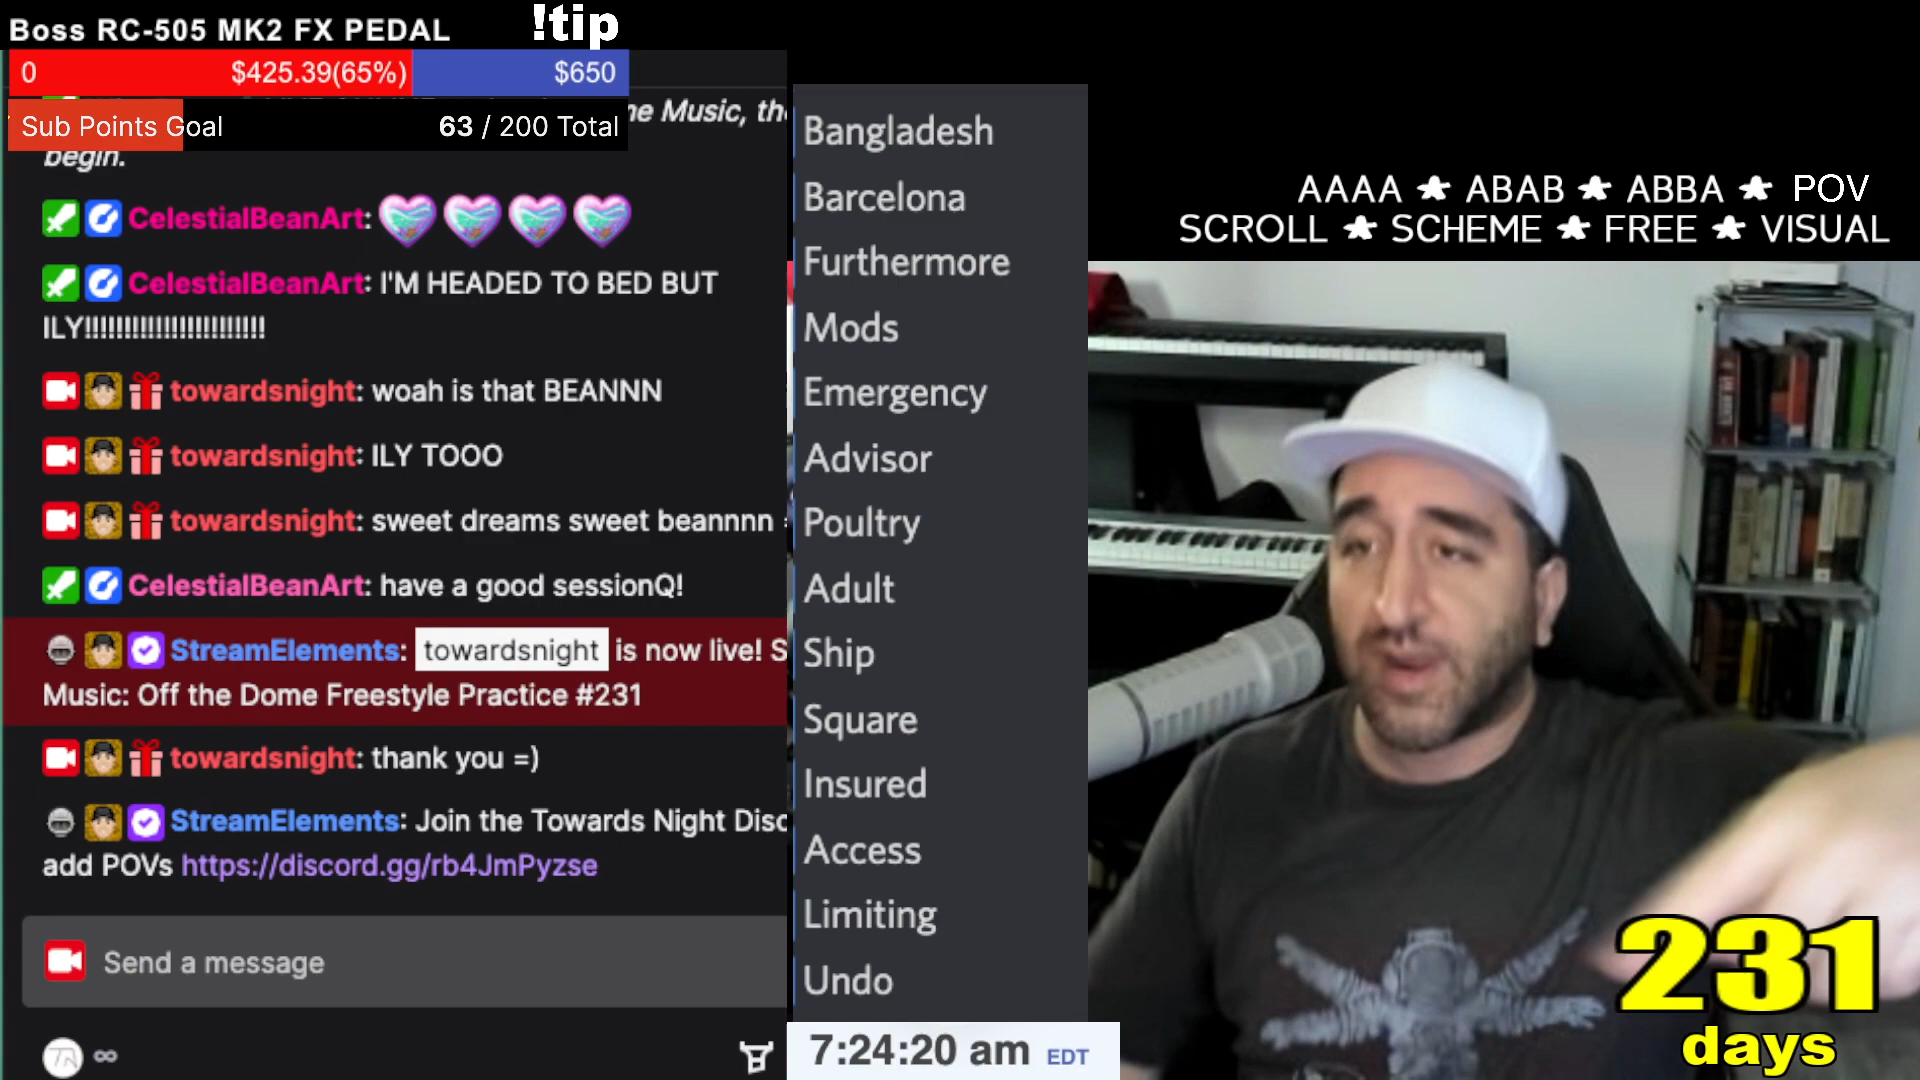 Boss RC-505 MK2 FX PEDAL
!tip
0 $425.39(65%) $650
Sub Points Goal 63 / 200 Total
ne Music, the
begin.
CelestialBeanArt:
CelestialBeanArt: I'M HEADED TO BED BUT
ILY!!!!!!!!!!!!!!!!!!!!!!!
towardsnight: woah is that BEANNN
towardsnight: ILY TOOO
towardsnight: sweet dreams sweet beannnn =
CelestialBeanArt: have a good sessionQ!
StreamElements: towardsnight is now live! S
Music: Off the Dome Freestyle Practice #231
towardsnight: thank you =)
StreamElements: Join the Towards Night Disc
add POVs https://discord.gg/rb4JmPyzse
Send a message
∞
Bangladesh
Barcelona
Furthermore
Mods
Emergency
Advisor
Poultry
Adult
Ship
Square
Insured
Access
Limiting
Undo
7:24:20 am EDT
AAAA ★ ABAB ★ ABBA ★ POV
SCROLL ★ SCHEME ★ FREE ★ VISUAL
231
days